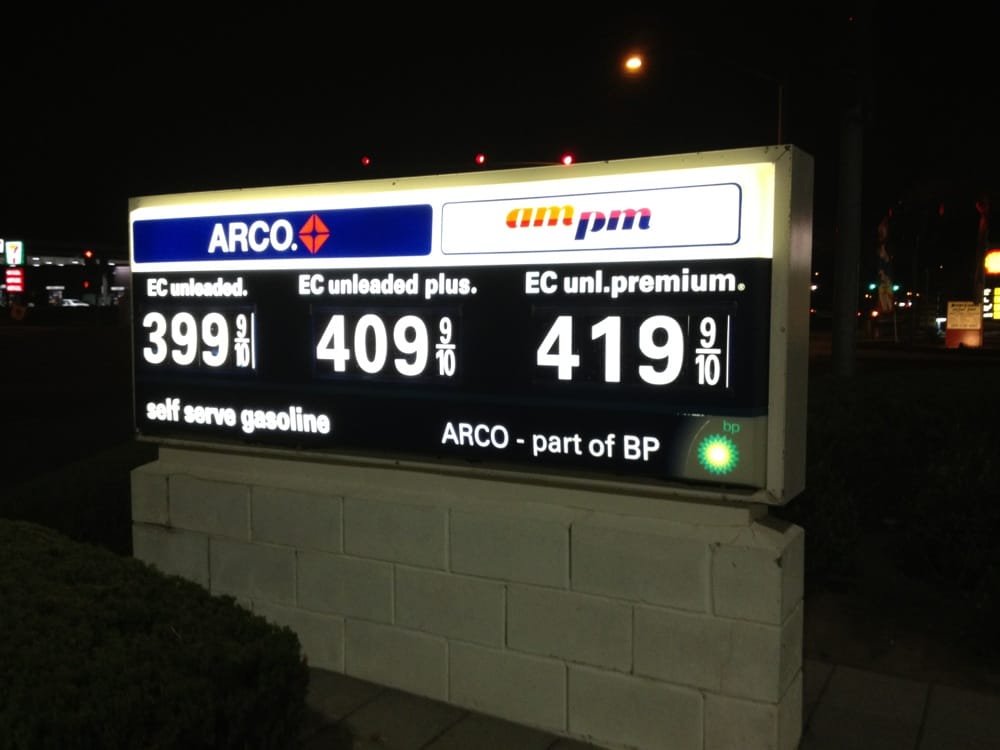 ARCO. ampm
EC unleaded. EC unleaded plus. EC unl.premium.
399 9/10 409 9/10 419 9/10
self serve gasoline
ARCO - part of BP
bp
7